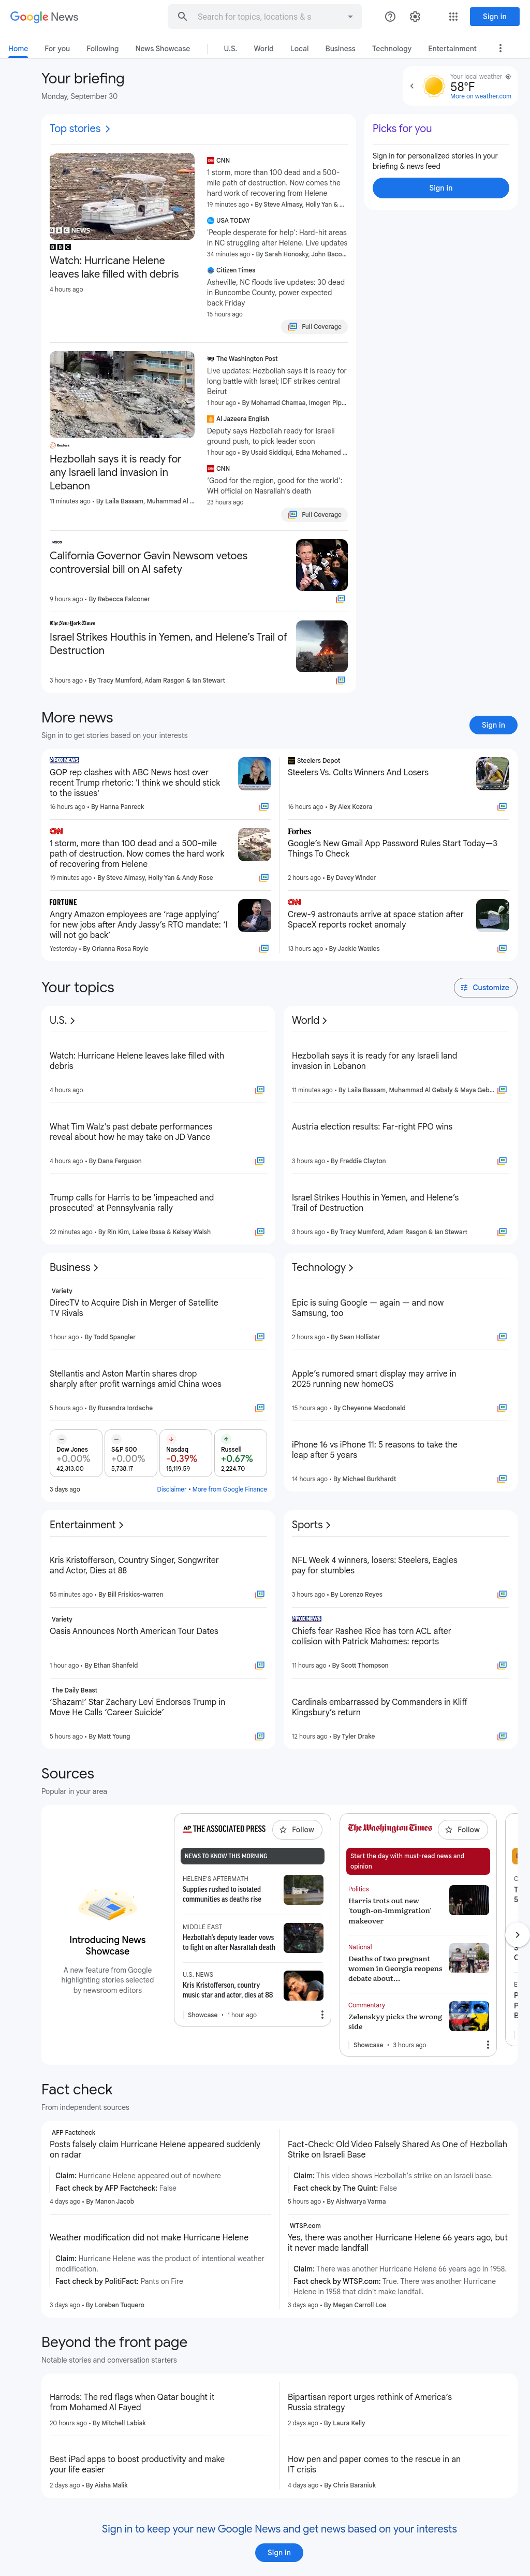 Google News
Search for topics, locations & s
Sign in
Home For you Following News Showcase U.S. World Local Business Technology Entertainment
Your briefing
Monday, September 30
Your local weather
58°F
More on weather.com
Top stories
Picks for you
Sign in for personalized stories in your
briefing & news feed
Sign in
BBC NEWS
BBC
Watch: Hurricane Helene
leaves lake filled with debris
4 hours ago
CNN
1 storm, more than 100 dead and a 500-
mile path of destruction. Now comes the
hard work of recovering from Helene
19 minutes ago • By Steve Almasy, Holly Yan & ...
USA TODAY
'People desperate for help': Hard-hit areas
in NC struggling after Helene. Live updates
34 minutes ago • By Sarah Honosky, John Baco...
Citizen Times
Asheville, NC floods live updates: 30 dead
in Buncombe County, power expected
back Friday
15 hours ago
Full Coverage
Reuters
Hezbollah says it is ready for
any Israeli land invasion in
Lebanon
11 minutes ago • By Laila Bassam, Muhammad Al ...
The Washington Post
Live updates: Hezbollah says it is ready for
long battle with Israel; IDF strikes central
Beirut
1 hour ago • By Mohamad Chamaa, Imogen Pip...
Al Jazeera English
Deputy says Hezbollah ready for Israeli
ground push, to pick leader soon
1 hour ago • By Usaid Siddiqui, Edna Mohamed ...
CNN
‘Good for the region, good for the world’:
WH official on Nasrallah’s death
23 hours ago
Full Coverage
California Governor Gavin Newsom vetoes
controversial bill on AI safety
9 hours ago • By Rebecca Falconer
The New York Times
Israel Strikes Houthis in Yemen, and Helene’s Trail of
Destruction
3 hours ago • By Tracy Mumford, Adam Rasgon & Ian Stewart
More news
Sign in to get stories based on your interests
Sign in
FOX NEWS
GOP rep clashes with ABC News host over
recent Trump rhetoric: 'I think we should stick
to the issues'
16 hours ago • By Hanna Panreck
Steelers Depot
Steelers Vs. Colts Winners And Losers
16 hours ago • By Alex Kozora
CNN
1 storm, more than 100 dead and a 500-mile
path of destruction. Now comes the hard work
of recovering from Helene
19 minutes ago • By Steve Almasy, Holly Yan & Andy Rose
Forbes
Google’s New Gmail App Password Rules Start Today—3
Things To Check
2 hours ago • By Davey Winder
FORTUNE
Angry Amazon employees are ‘rage applying’
for new jobs after Andy Jassy’s RTO mandate: ‘I
will not go back’
Yesterday • By Orianna Rosa Royle
CNN
Crew-9 astronauts arrive at space station after
SpaceX reports rocket anomaly
13 hours ago • By Jackie Wattles
Your topics
Customize
U.S.
Watch: Hurricane Helene leaves lake filled with
debris
4 hours ago
What Tim Walz's past debate performances
reveal about how he may take on JD Vance
4 hours ago • By Dana Ferguson
Trump calls for Harris to be 'impeached and
prosecuted' at Pennsylvania rally
22 minutes ago • By Rin Kim, Lalee Ibssa & Kelsey Walsh
World
Hezbollah says it is ready for any Israeli land
invasion in Lebanon
11 minutes ago • By Laila Bassam, Muhammad Al Gebaly & Maya Geb...
Austria election results: Far-right FPO wins
3 hours ago • By Freddie Clayton
Israel Strikes Houthis in Yemen, and Helene’s
Trail of Destruction
3 hours ago • By Tracy Mumford, Adam Rasgon & Ian Stewart
Business
Variety
DirecTV to Acquire Dish in Merger of Satellite
TV Rivals
1 hour ago • By Todd Spangler
Stellantis and Aston Martin shares drop
sharply after profit warnings amid China woes
5 hours ago • By Ruxandra Iordache
Dow Jones S&P 500 Nasdaq Russell
+0.00% +0.00% -0.39% +0.67%
42,313.00 5,738.17 18,119.59 2,224.70
3 days ago
Disclaimer • More from Google Finance
Technology
Epic is suing Google — again — and now
Samsung, too
2 hours ago • By Sean Hollister
Apple’s rumored smart display may arrive in
2025 running new homeOS
15 hours ago • By Cheyenne Macdonald
iPhone 16 vs iPhone 11: 5 reasons to take the
leap after 5 years
14 hours ago • By Michael Burkhardt
Entertainment
Kris Kristofferson, Country Singer, Songwriter
and Actor, Dies at 88
55 minutes ago • By Bill Friskics-warren
Variety
Oasis Announces North American Tour Dates
1 hour ago • By Ethan Shanfeld
The Daily Beast
‘Shazam!’ Star Zachary Levi Endorses Trump in
Move He Calls ‘Career Suicide’
5 hours ago • By Matt Young
Sports
NFL Week 4 winners, losers: Steelers, Eagles
pay for stumbles
3 hours ago • By Lorenzo Reyes
FOX NEWS
Chiefs fear Rashee Rice has torn ACL after
collision with Patrick Mahomes: reports
11 hours ago • By Scott Thompson
Cardinals embarrassed by Commanders in Kliff
Kingsbury’s return
12 hours ago • By Tyler Drake
Sources
Popular in your area
Introducing News
Showcase
A new feature from Google
highlighting stories selected
by newsroom editors
AP THE ASSOCIATED PRESS
Follow
NEWS TO KNOW THIS MORNING
HELENE'S AFTERMATH
Supplies rushed to isolated
communities as deaths rise
MIDDLE EAST
Hezbollah's deputy leader vows
to fight on after Nasrallah death
U.S. NEWS
Kris Kristofferson, country
music star and actor, dies at 88
Showcase • 1 hour ago
The Washington Times
Follow
Start the day with must-read news and
opinion
Politics
Harris trots out new
'tough-on-immigration'
makeover
National
Deaths of two pregnant
women in Georgia reopens
debate about...
Commentary
Zelenskyy picks the wrong
side
Showcase • 3 hours ago
Fact check
From independent sources
AFP Factcheck
Posts falsely claim Hurricane Helene appeared suddenly
on radar
Claim: Hurricane Helene appeared out of nowhere
Fact check by AFP Factcheck: False
4 days ago • By Manon Jacob
Fact-Check: Old Video Falsely Shared As One of Hezbollah
Strike on Israeli Base
Claim: This video shows Hezbollah's strike on an Israeli base.
Fact check by The Quint: False
5 hours ago • By Aishwarya Varma
Weather modification did not make Hurricane Helene
Claim: Hurricane Helene was the product of intentional weather
modification.
Fact check by PolitiFact: Pants on Fire
3 days ago • By Loreben Tuquero
WTSP.com
Yes, there was another Hurricane Helene 66 years ago, but
it never made landfall
Claim: There was another Hurricane Helene 66 years ago in 1958.
Fact check by WTSP.com: True. There was another Hurricane
Helene in 1958 that didn’t make landfall.
3 days ago • By Megan Carroll Loe
Beyond the front page
Notable stories and conversation starters
Harrods: The red flags when Qatar bought it
from Mohamed Al Fayed
20 hours ago • By Mitchell Labiak
Bipartisan report urges rethink of America’s
Russia strategy
2 days ago • By Laura Kelly
Best iPad apps to boost productivity and make
your life easier
2 days ago • By Aisha Malik
How pen and paper comes to the rescue in an
IT crisis
4 days ago • By Chris Baraniuk
Sign in to keep your new Google News and get news based on your interests
Sign in